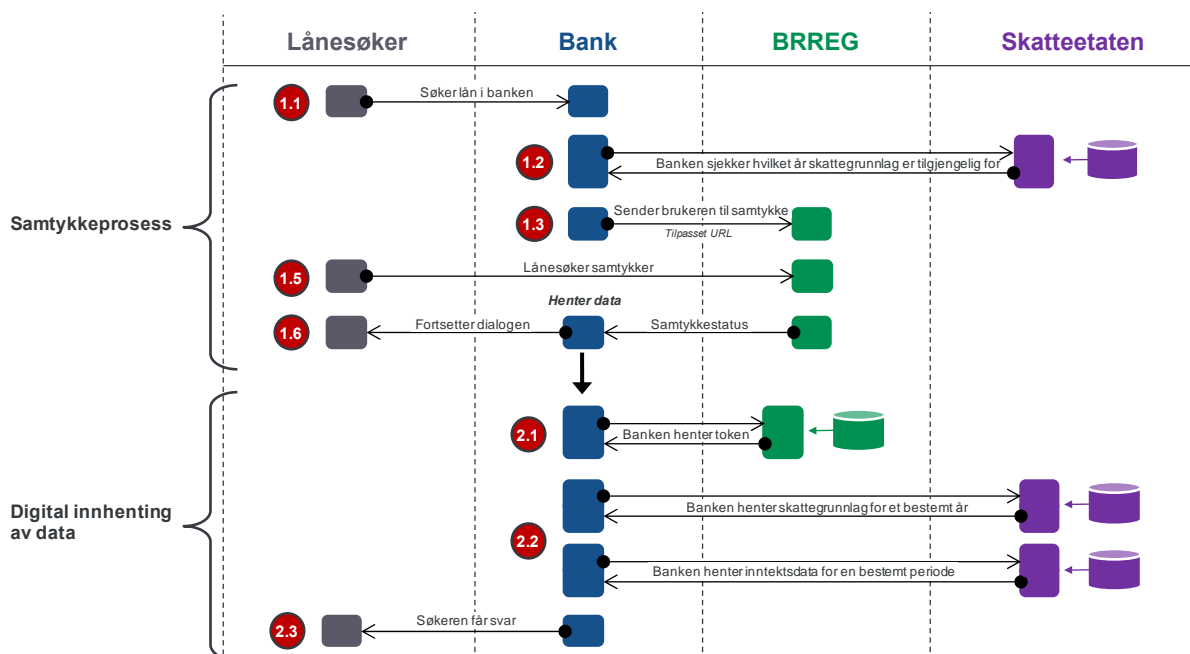 Lånesøker
Bank
BRREG
Skatteetaten
1.1
Søker lån i banken
1.2
Banken sjekker hvilket år skattegrunnlag er tilgjengelig for
Samtykkeprosess
1.3
Sender brukeren til samtykke
Tilpasset URL
1.5
Lånesøker samtykker
Henter data
1.6
Fortsetter dialogen
Samtykkestatus
2.1
Banken henter token
Digital innhenting
av data
2.2
Banken henter skattegrunnlag for et bestemt år
Banken henter inntektsdata for en bestemt periode
2.3
Søkeren får svar